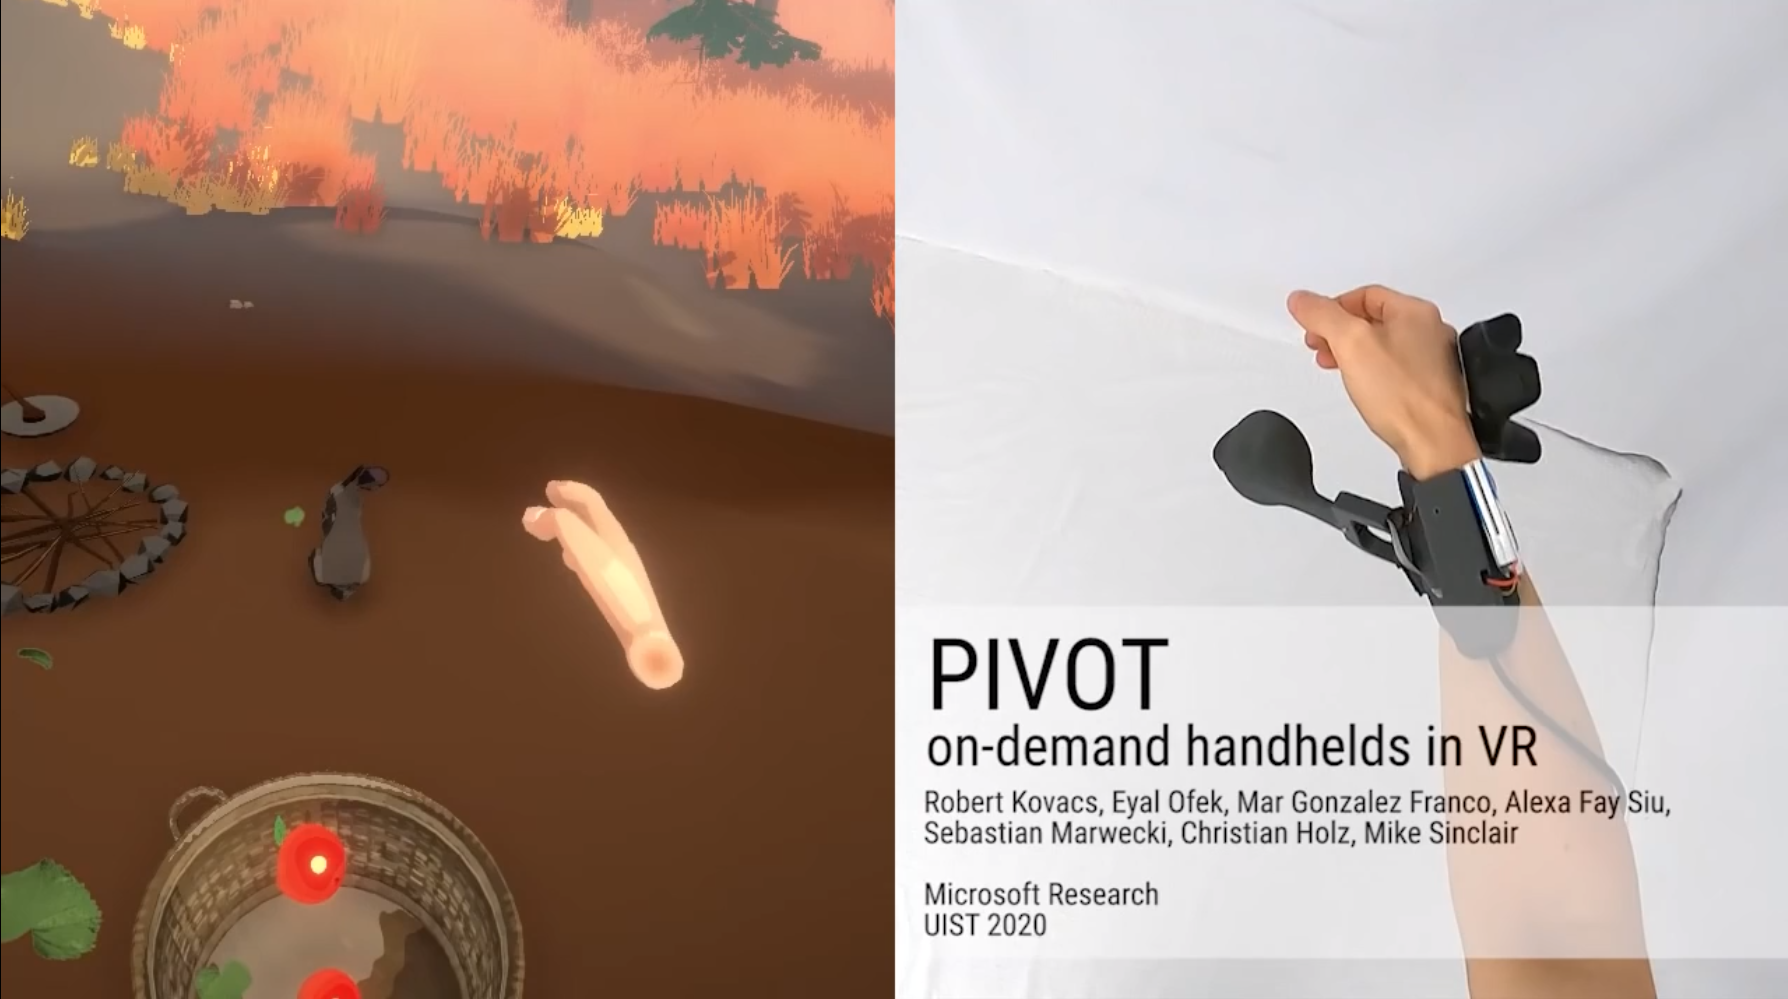 PIVOT
on-demand handhelds in VR
Robert Kovacs, Eyal Ofek, Mar Gonzalez Franco, Alexa Fay Siu,
Sebastian Marwecki, Christian Holz, Mike Sinclair
Microsoft Research
UIST 2020